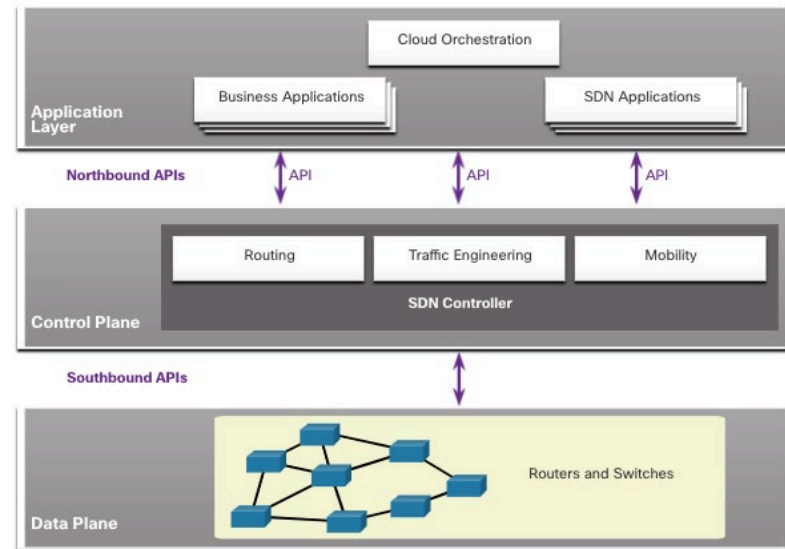 Cloud Orchestration
Business Applications
SDN Applications
Application
Layer
Northbound APIs
API
API
API
Routing
Traffic Engineering
Mobility
SDN Controller
Control Plane
Southbound APIs
Routers and Switches
Data Plane